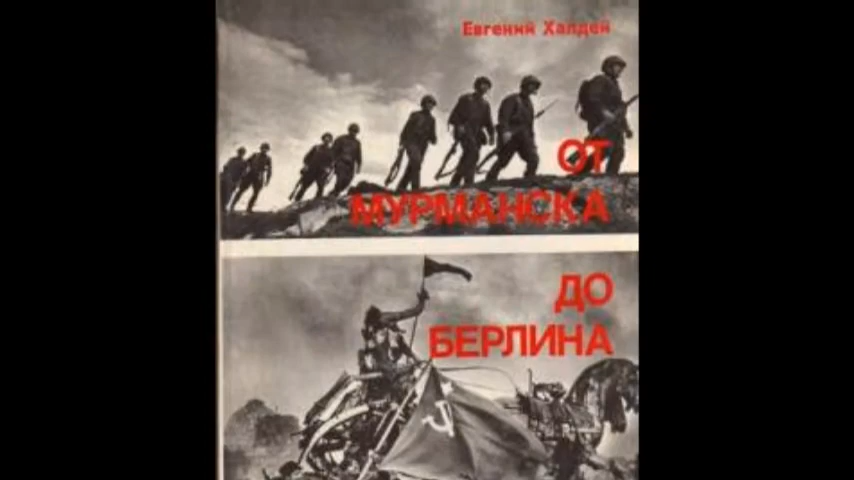 Евгений Халдей
ОТ
МУРМАНСКА
ДО
БЕРЛИНА